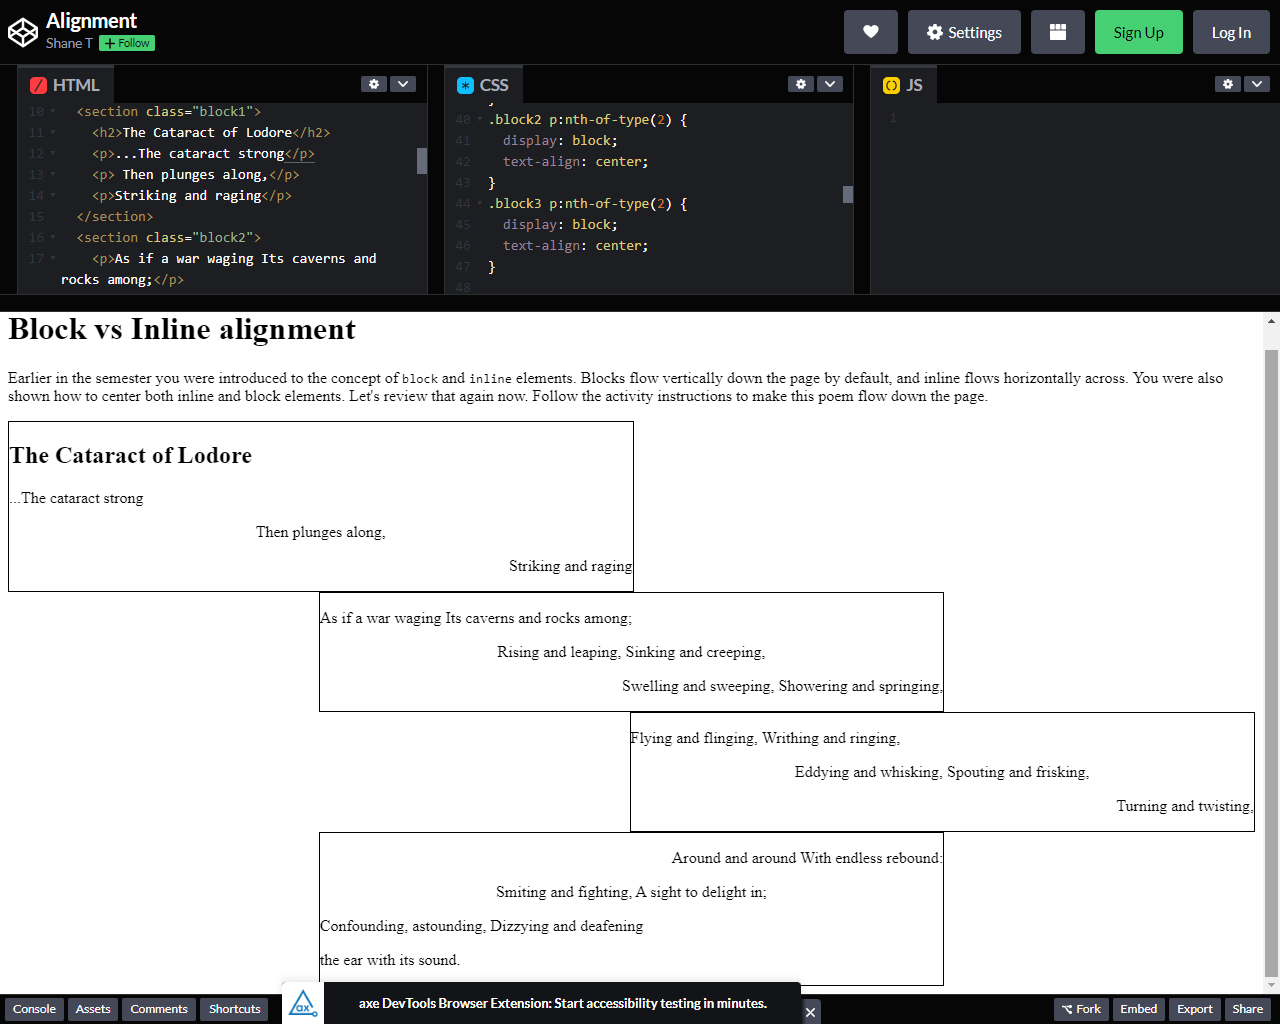 Alignment
Shane T + Follow
Settings
Sign Up
Log In
HTML
CSS
JS
10 <section class="block1">
11 <h2>The Cataract of Lodore</h2>
12 <p>...The cataract strong</p>
13 <p> Then plunges along,</p>
14 <p>Striking and raging</p>
15 </section>
16 <section class="block2">
17 <p>As if a war waging Its caverns and
rocks among;</p>
}
40 .block2 p:nth-of-type(2) {
41 display: block;
42 text-align: center;
43 }
44 .block3 p:nth-of-type(2) {
45 display: block;
46 text-align: center;
47 }
48
1
Block vs Inline alignment
Earlier in the semester you were introduced to the concept of block and inline elements. Blocks flow vertically down the page by default, and inline flows horizontally across. You were also
shown how to center both inline and block elements. Let's review that again now. Follow the activity instructions to make this poem flow down the page.
The Cataract of Lodore
...The cataract strong
Then plunges along,
Striking and raging
As if a war waging Its caverns and rocks among;
Rising and leaping, Sinking and creeping,
Swelling and sweeping, Showering and springing,
Flying and flinging, Writhing and ringing,
Eddying and whisking, Spouting and frisking,
Turning and twisting,
Around and around With endless rebound:
Smiting and fighting, A sight to delight in;
Confounding, astounding, Dizzying and deafening
the ear with its sound.
Console
Assets
Comments
Shortcuts
ax
axe DevTools Browser Extension: Start accessibility testing in minutes.
Fork
Embed
Export
Share